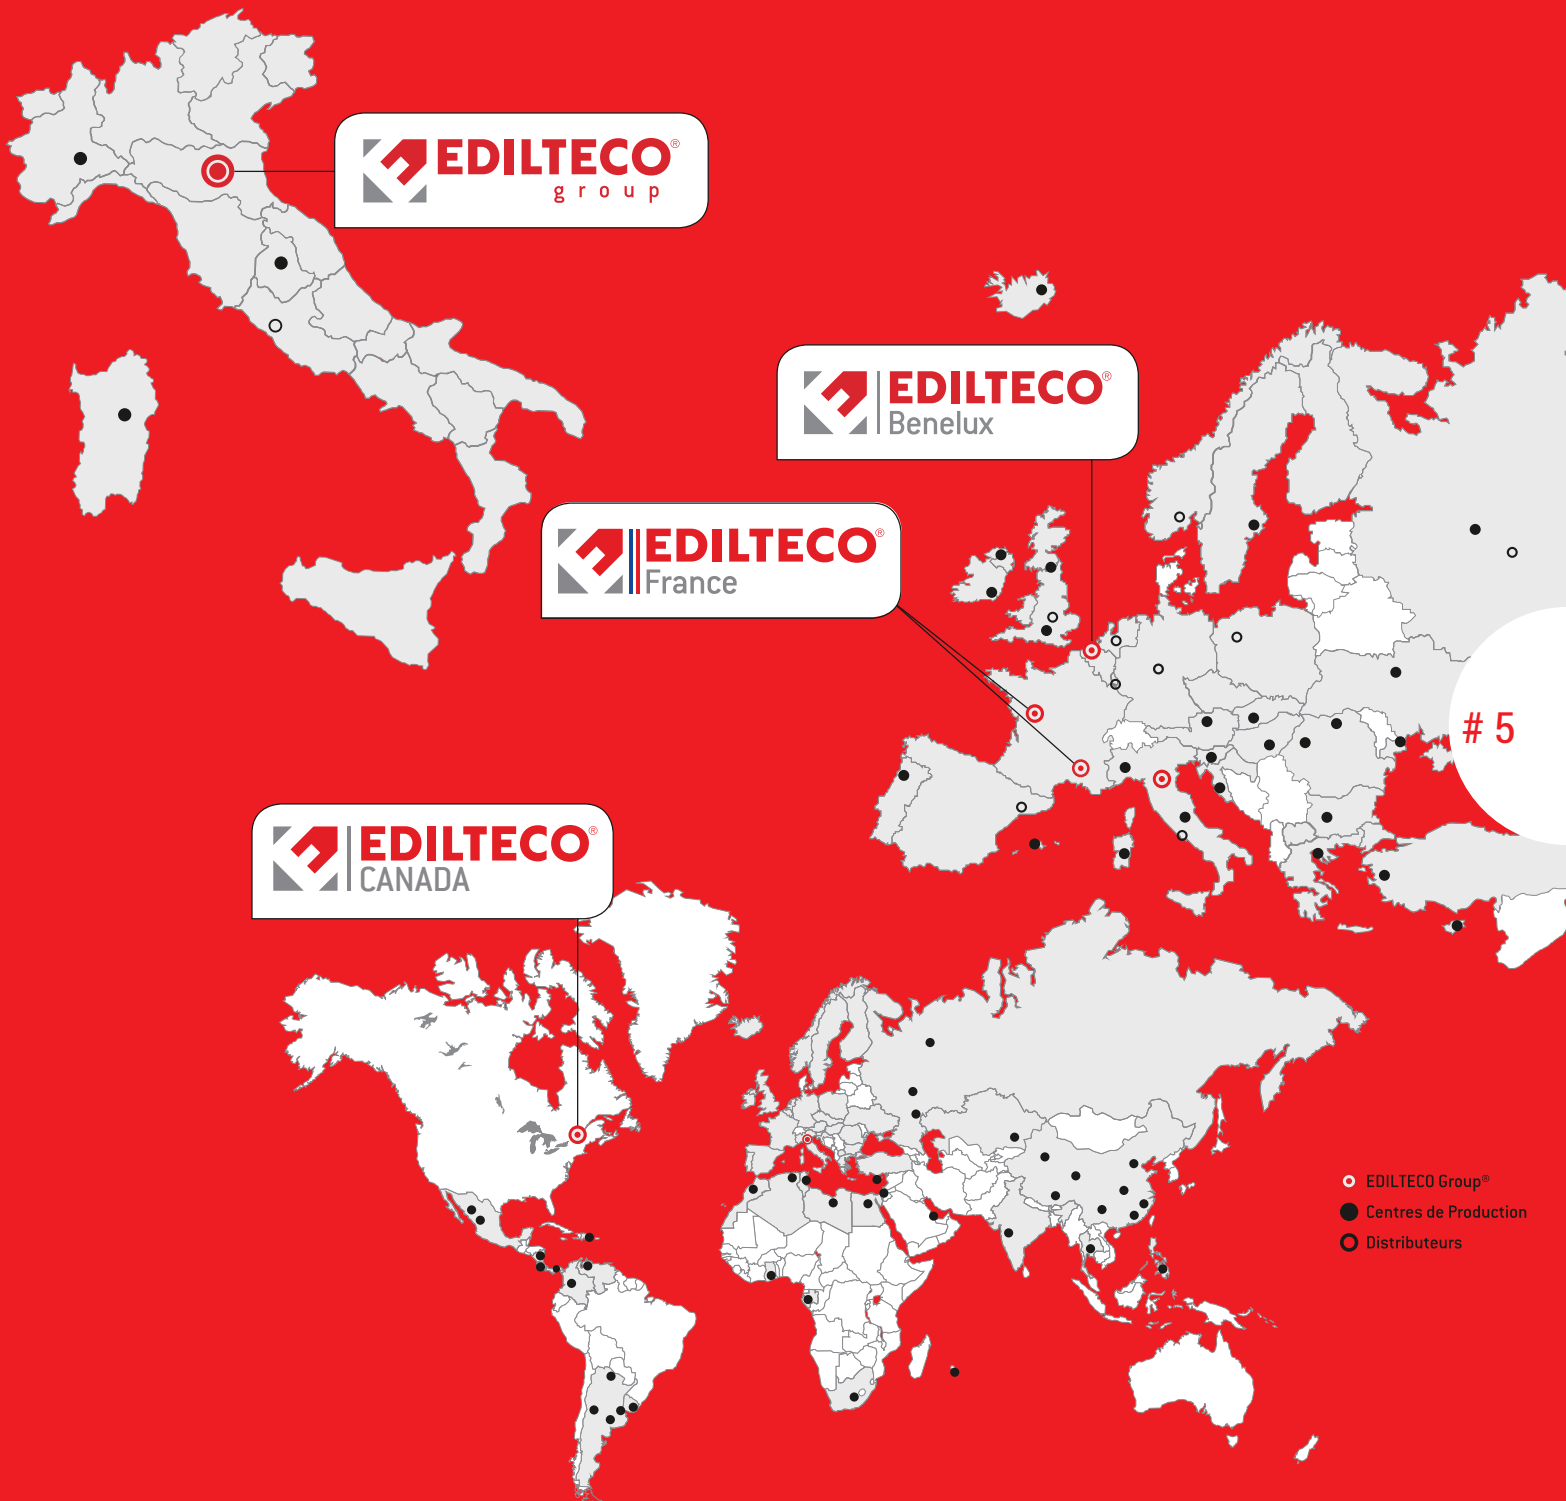 EDILTECO®
group
EDILTECO®
Benelux
EDILTECO®
France
# 5
EDILTECO®
CANADA
EDILTECO Group®
Centres de Production
Distributeurs